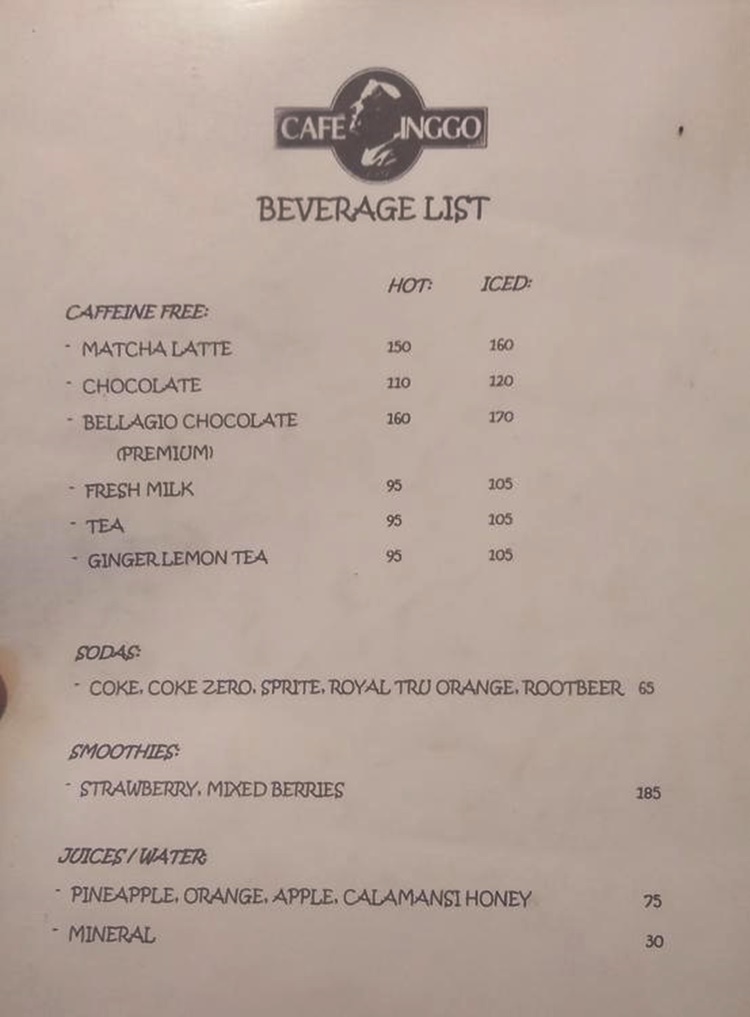 CAFE INGGO
BEVERAGE LIST
HOT: ICED:
CAFFEINE FREE:
- MATCHA LATTE 150 160
- CHOCOLATE 110 120
- BELLAGIO CHOCOLATE 160 170
(PREMIUM)
- FRESH MILK 95 105
- TEA 95 105
- GINGER LEMON TEA 95 105
SODAS:
- COKE, COKE ZERO, SPRITE, ROYAL TRU ORANGE, ROOTBEER 65
SMOOTHIES:
- STRAWBERRY, MIXED BERRIES 185
JUICES / WATER:
- PINEAPPLE, ORANGE, APPLE, CALAMANSI HONEY 75
- MINERAL 30